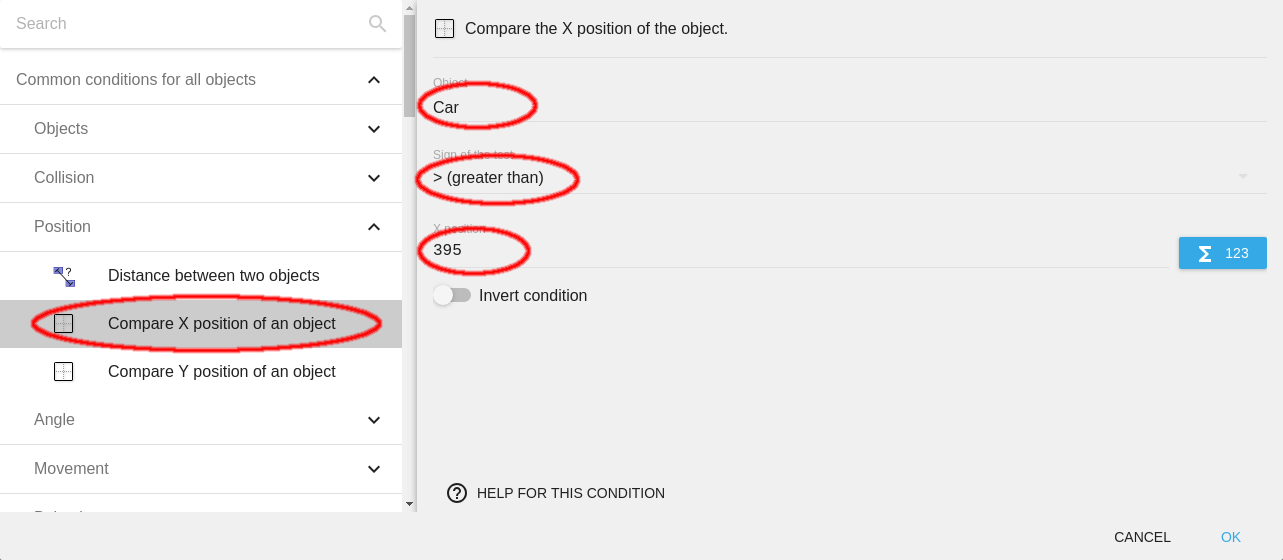 Search
Common conditions for all objects
Objects
Collision
Position
Distance between two objects
Compare X position of an object
Compare Y position of an object
Angle
Movement
Compare the X position of the object.
Object
Car
Sign of the test
> (greater than)
X position
395
123
Invert condition
HELP FOR THIS CONDITION
CANCEL
OK